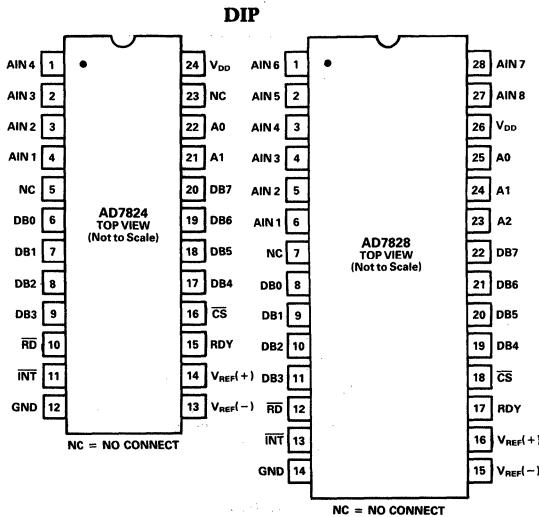 DIP
AIN 4 1 24 VDD
AIN 3 2 23 NC
AIN 2 3 22 A0
AIN 1 4 21 A1
NC 5 20 DB7
DB0 6 19 DB6
DB1 7 18 DB5
DB2 8 17 DB4
DB3 9 16 C̅S̅
R̅D̅ 10 15 RDY
I̅N̅T̅ 11 14 VREF(+)
GND 12 13 VREF(−)
AD7824
TOP VIEW
(Not to Scale)
NC = NO CONNECT
AIN 6 1 28 AIN 7
AIN 5 2 27 AIN 8
AIN 4 3 26 VDD
AIN 3 4 25 A0
AIN 2 5 24 A1
AIN 1 6 23 A2
NC 7 22 DB7
DB0 8 21 DB6
DB1 9 20 DB5
DB2 10 19 DB4
DB3 11 18 C̅S̅
R̅D̅ 12 17 RDY
I̅N̅T̅ 13 16 VREF(+)
GND 14 15 VREF(−)
AD7828
TOP VIEW
(Not to Scale)
NC = NO CONNECT